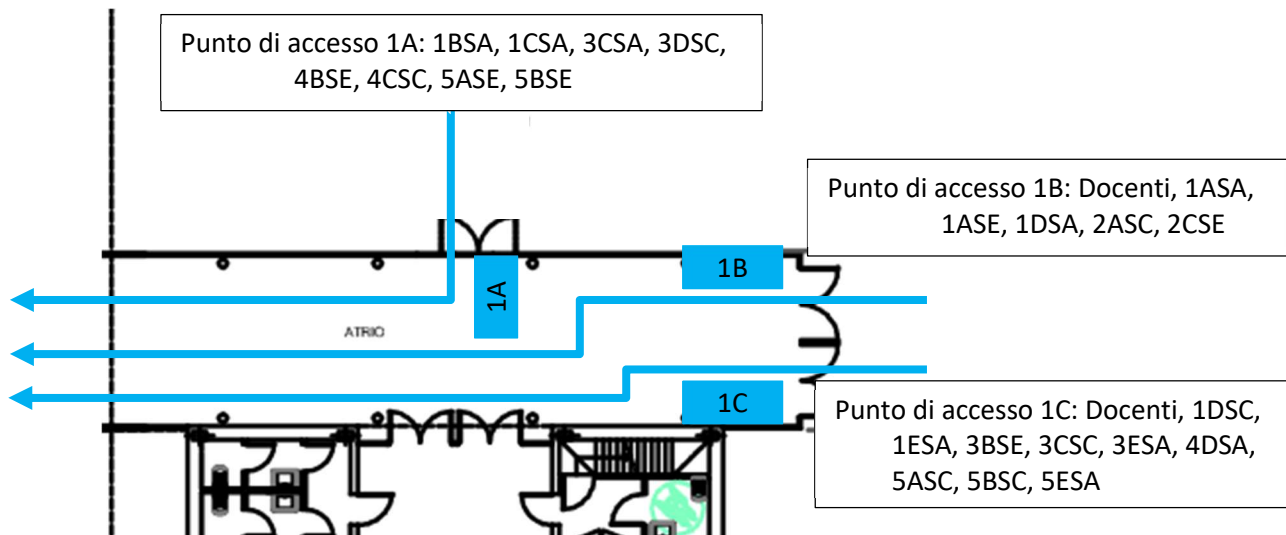 Punto di accesso 1A: 1BSA, 1CSA, 3CSA, 3DSC,
4BSE, 4CSC, 5ASE, 5BSE
Punto di accesso 1B: Docenti, 1ASA,
1ASE, 1DSA, 2ASC, 2CSE
1B
1A
ATRIO
1C
Punto di accesso 1C: Docenti, 1DSC,
1ESA, 3BSE, 3CSC, 3ESA, 4DSA,
5ASC, 5BSC, 5ESA